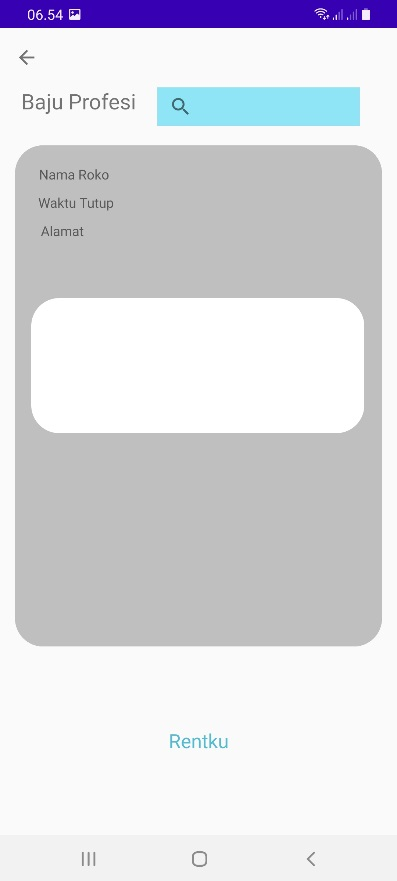 06.54
Baju Profesi
Nama Roko
Waktu Tutup
Alamat
Rentku